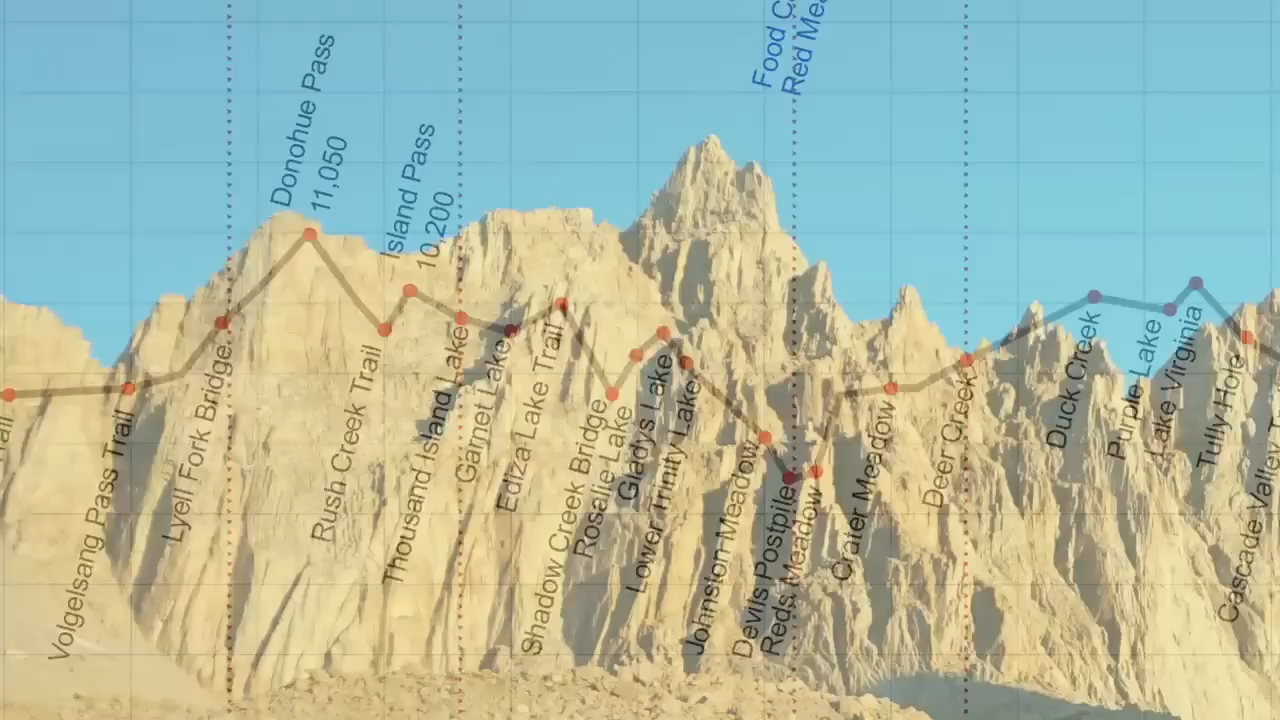 Food
Red
Donohue Pass
11,050
Island Pass
10,200
Volgelsang Pass Trail
Lyell Fork Bridge
Rush Creek Trail
Thousand Island Lake
Garnet Lake
Ediza Lake Trail
Shadow Creek Bridge
Rosalie Lake
Gladys Lake
Lower Trinity Lake
Johnston Meadow
Devils Postpile
Reds Meadow
Crater Meadow
Deer Creek
Duck Creek
Purple Lake
Lake Virginia
Tully Hole
Cascade Valley